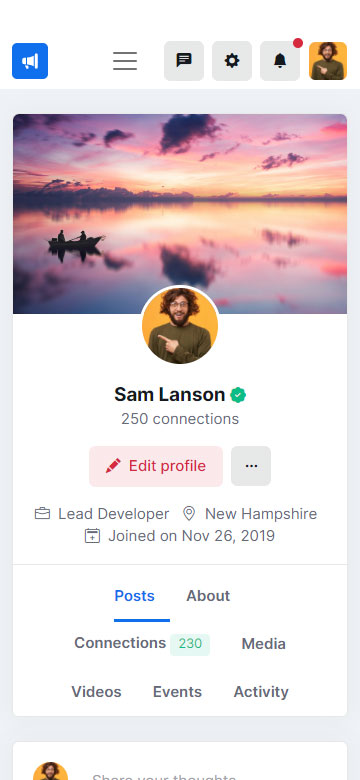 Sam Lanson
250 connections
Edit profile
Lead Developer New Hampshire
Joined on Nov 26, 2019
Posts About
Connections 230 Media
Videos Events Activity
Share your thoughts